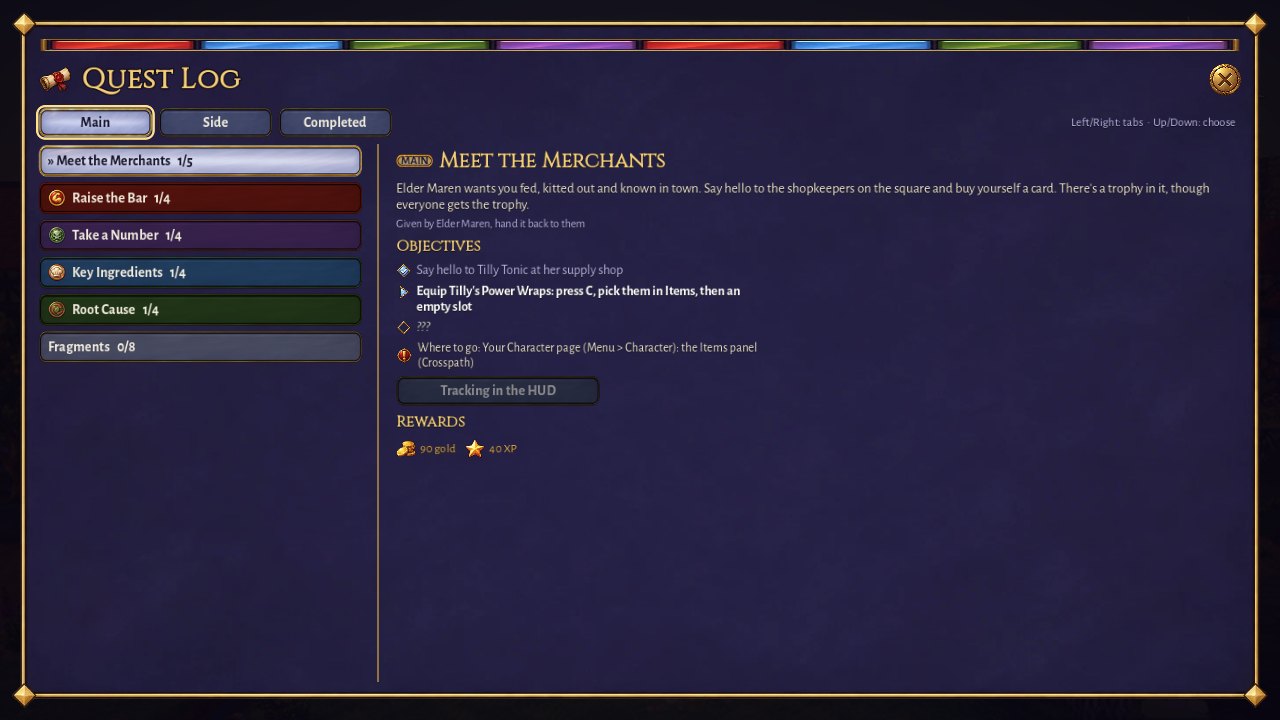 Quest Log
Main
Side
Completed
Left/Right: tabs · Up/Down: choose
» Meet the Merchants 1/5
Raise the Bar 1/4
Take a Number 1/4
Key Ingredients 1/4
Root Cause 1/4
Fragments 0/8
MAIN Meet the Merchants
Elder Maren wants you fed, kitted out and known in town. Say hello to the shopkeepers on the square and buy yourself a card. There's a trophy in it, though
everyone gets the trophy.
Given by Elder Maren, hand it back to them
Objectives
Say hello to Tilly Tonic at her supply shop
Equip Tilly's Power Wraps: press C, pick them in Items, then an
empty slot
???
Where to go: Your Character page (Menu > Character): the Items panel
(Crosspath)
Tracking in the HUD
Rewards
90 gold
40 XP